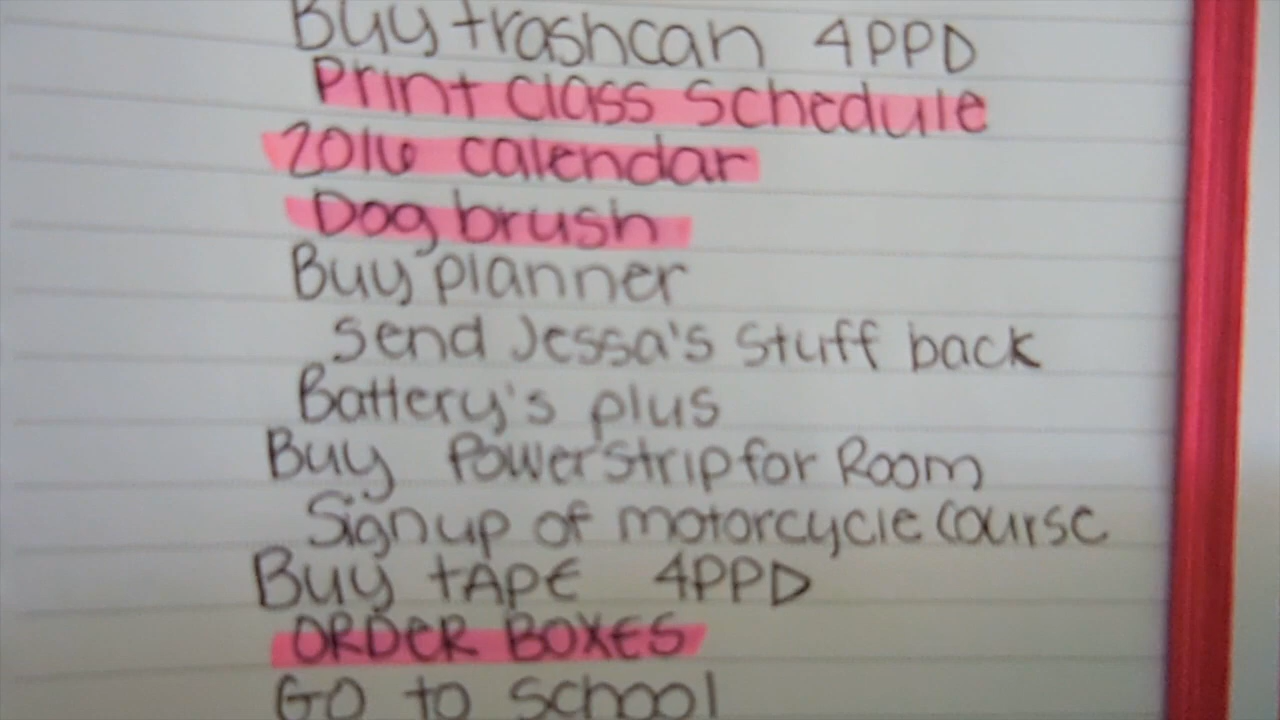 Buy trashcan 4PPD
Print class schedule
2016 calendar
Dog brush
Buy planner
Send Jessa's stuff back
Battery's plus
Buy Powerstrip for Room
Signup of motorcycle course
Buy tAPE 4PPD
ORDER BOXES
GO to school